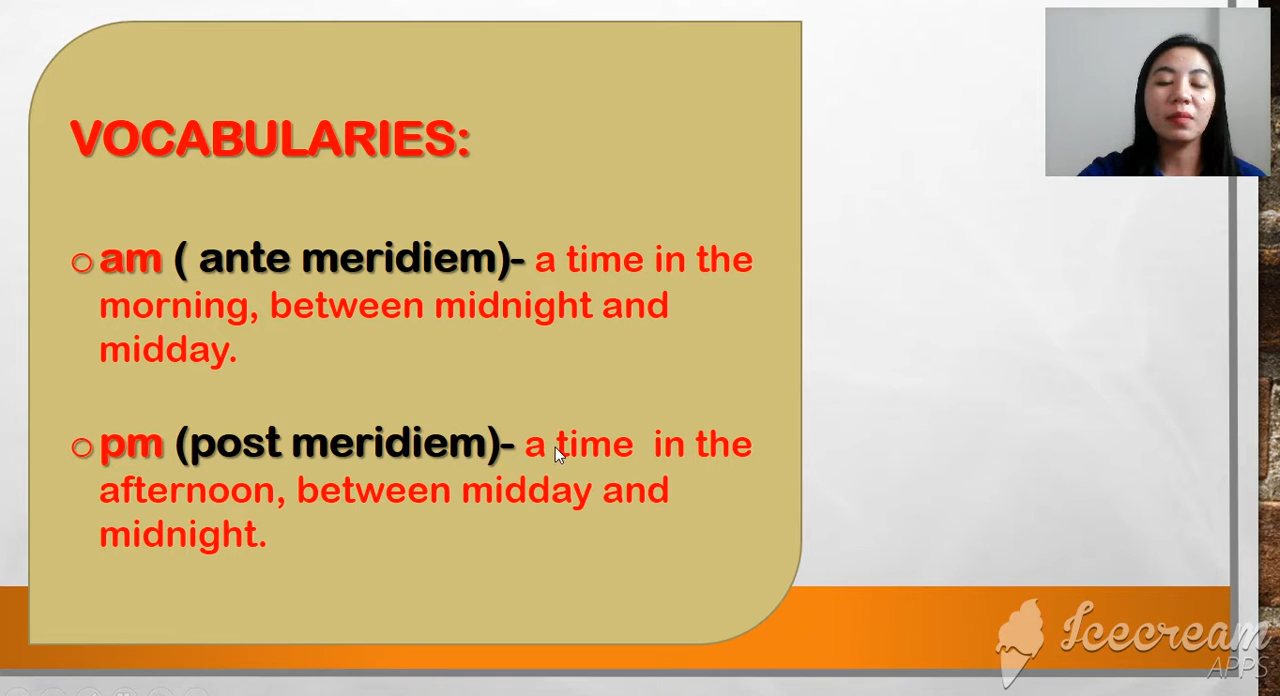 VOCABULARIES:
am ( ante meridiem)- a time in the
morning, between midnight and
midday.
pm (post meridiem)- a time in the
afternoon, between midday and
midnight.
Icecream
APPS